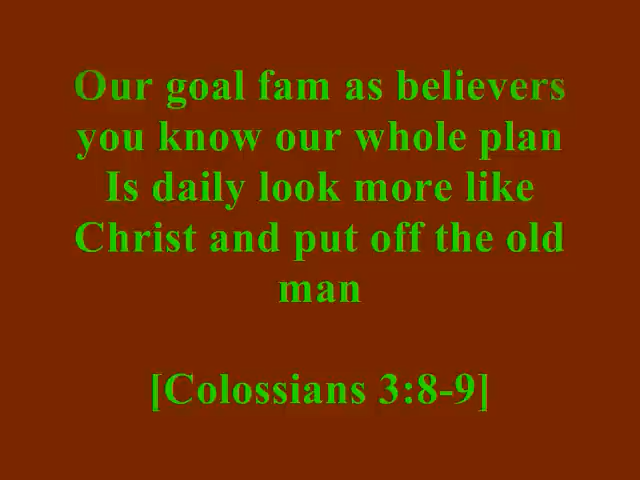 Our goal fam as believers
you know our whole plan
Is daily look more like
Christ and put off the old
man
[Colossians 3:8-9]